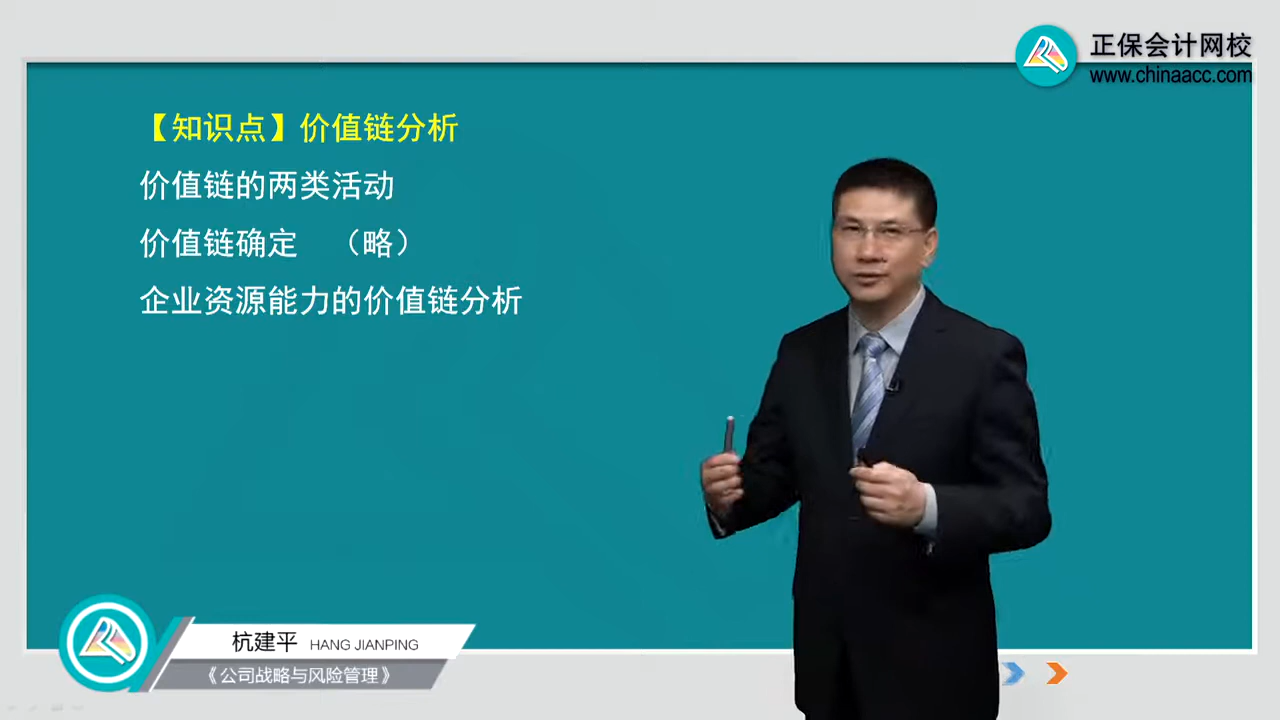 正保会计网校
www.chinaacc.com
【知识点】价值链分析
价值链的两类活动
价值链确定 （略）
企业资源能力的价值链分析
杭建平 HANG JIANPING
《公司战略与风险管理》